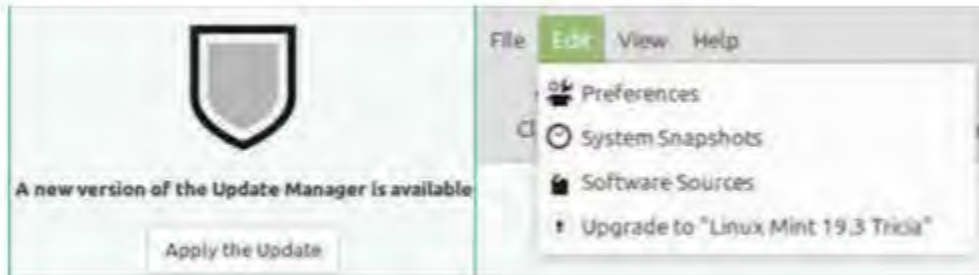 A new version of the Update Manager is available
Apply the Update
File Edit View Help
Preferences
System Snapshots
Software Sources
Upgrade to "Linux Mint 19.3 Tricia"